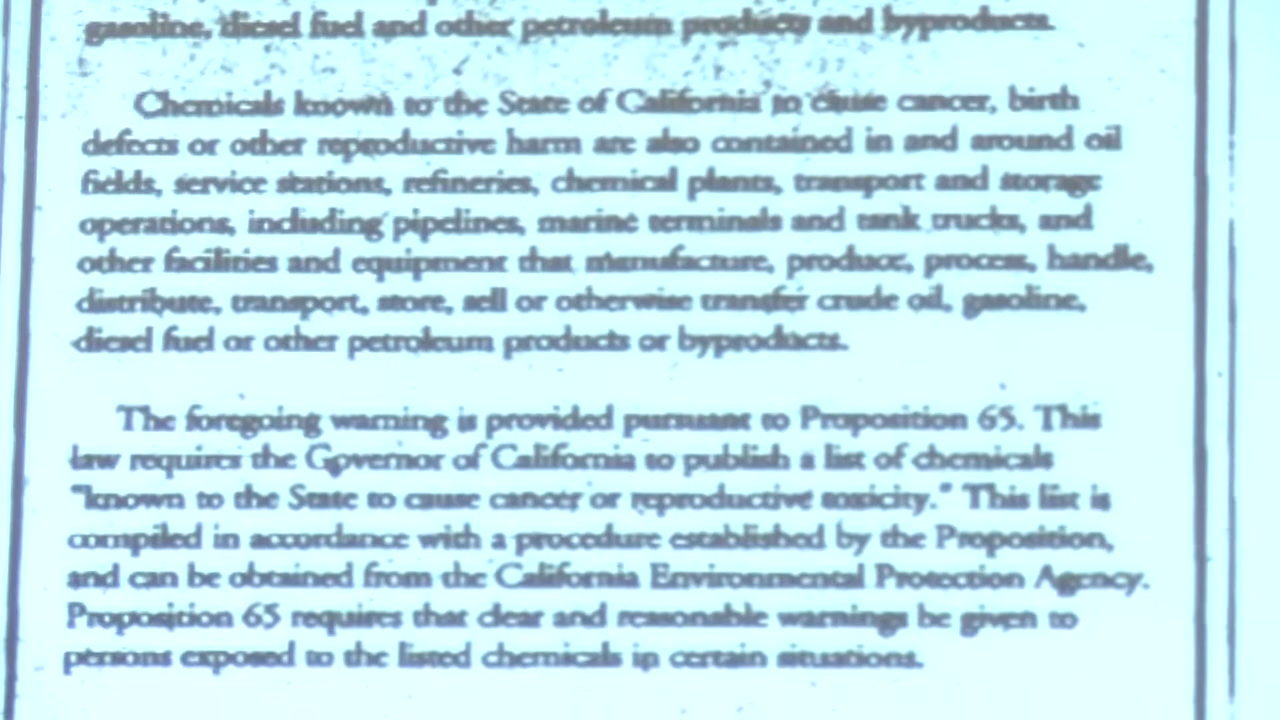 gasoline, diesel fuel and other petroleum products and byproducts.
Chemicals known to the State of California to cause cancer, birth
defects or other reproductive harm are also contained in and around oil
fields, service stations, refineries, chemical plants, transport and storage
operations, including pipelines, marine terminals and tank trucks, and
other facilities and equipment that manufacture, produce, process, handle,
distribute, transport, store, sell or otherwise transfer crude oil, gasoline,
diesel fuel or other petroleum products or byproducts.
The foregoing warning is provided pursuant to Proposition 65. This
law requires the Governor of California to publish a list of chemicals
"known to the State to cause cancer or reproductive toxicity." This list is
compiled in accordance with a procedure established by the Proposition,
and can be obtained from the California Environmental Protection Agency.
Proposition 65 requires that clear and reasonable warnings be given to
persons exposed to the listed chemicals in certain situations.